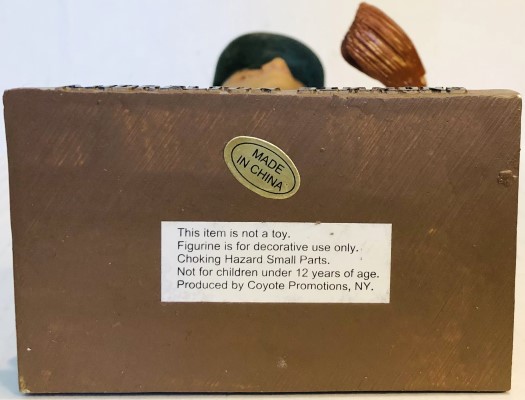 MADE
IN CHINA
This item is not a toy.
Figurine is for decorative use only.
Choking Hazard Small Parts.
Not for children under 12 years of age.
Produced by Coyote Promotions, NY.